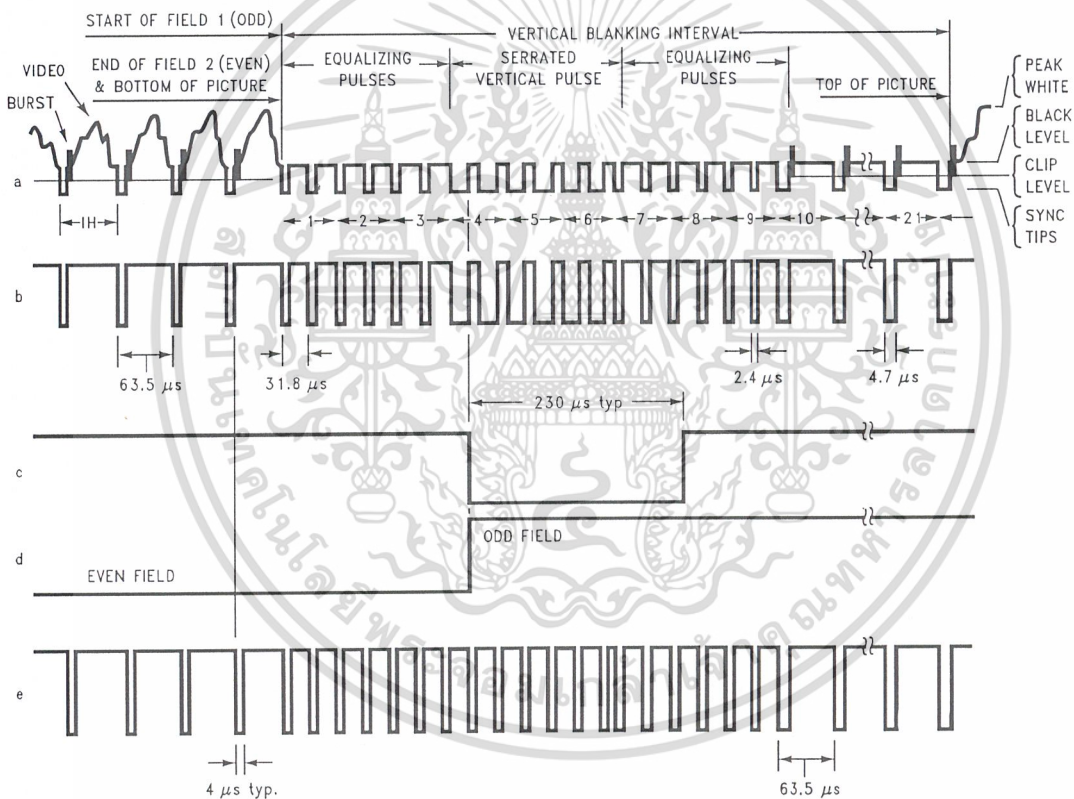 START OF FIELD 1 (ODD)
VERTICAL BLANKING INTERVAL
VIDEO
END OF FIELD 2 (EVEN)
& BOTTOM OF PICTURE
EQUALIZING
PULSES
SERRATED
VERTICAL PULSE
EQUALIZING
PULSES
TOP OF PICTURE
PEAK
WHITE
BURST
BLACK
LEVEL
CLIP
LEVEL
SYNC
TIPS
a
1H
1 2 3 4 5 6 7 8 9 10 21
b
63.5 μs
31.8 μs
2.4 μs
4.7 μs
230 μs typ
c
d
ODD FIELD
EVEN FIELD
e
4 μs typ.
63.5 μs